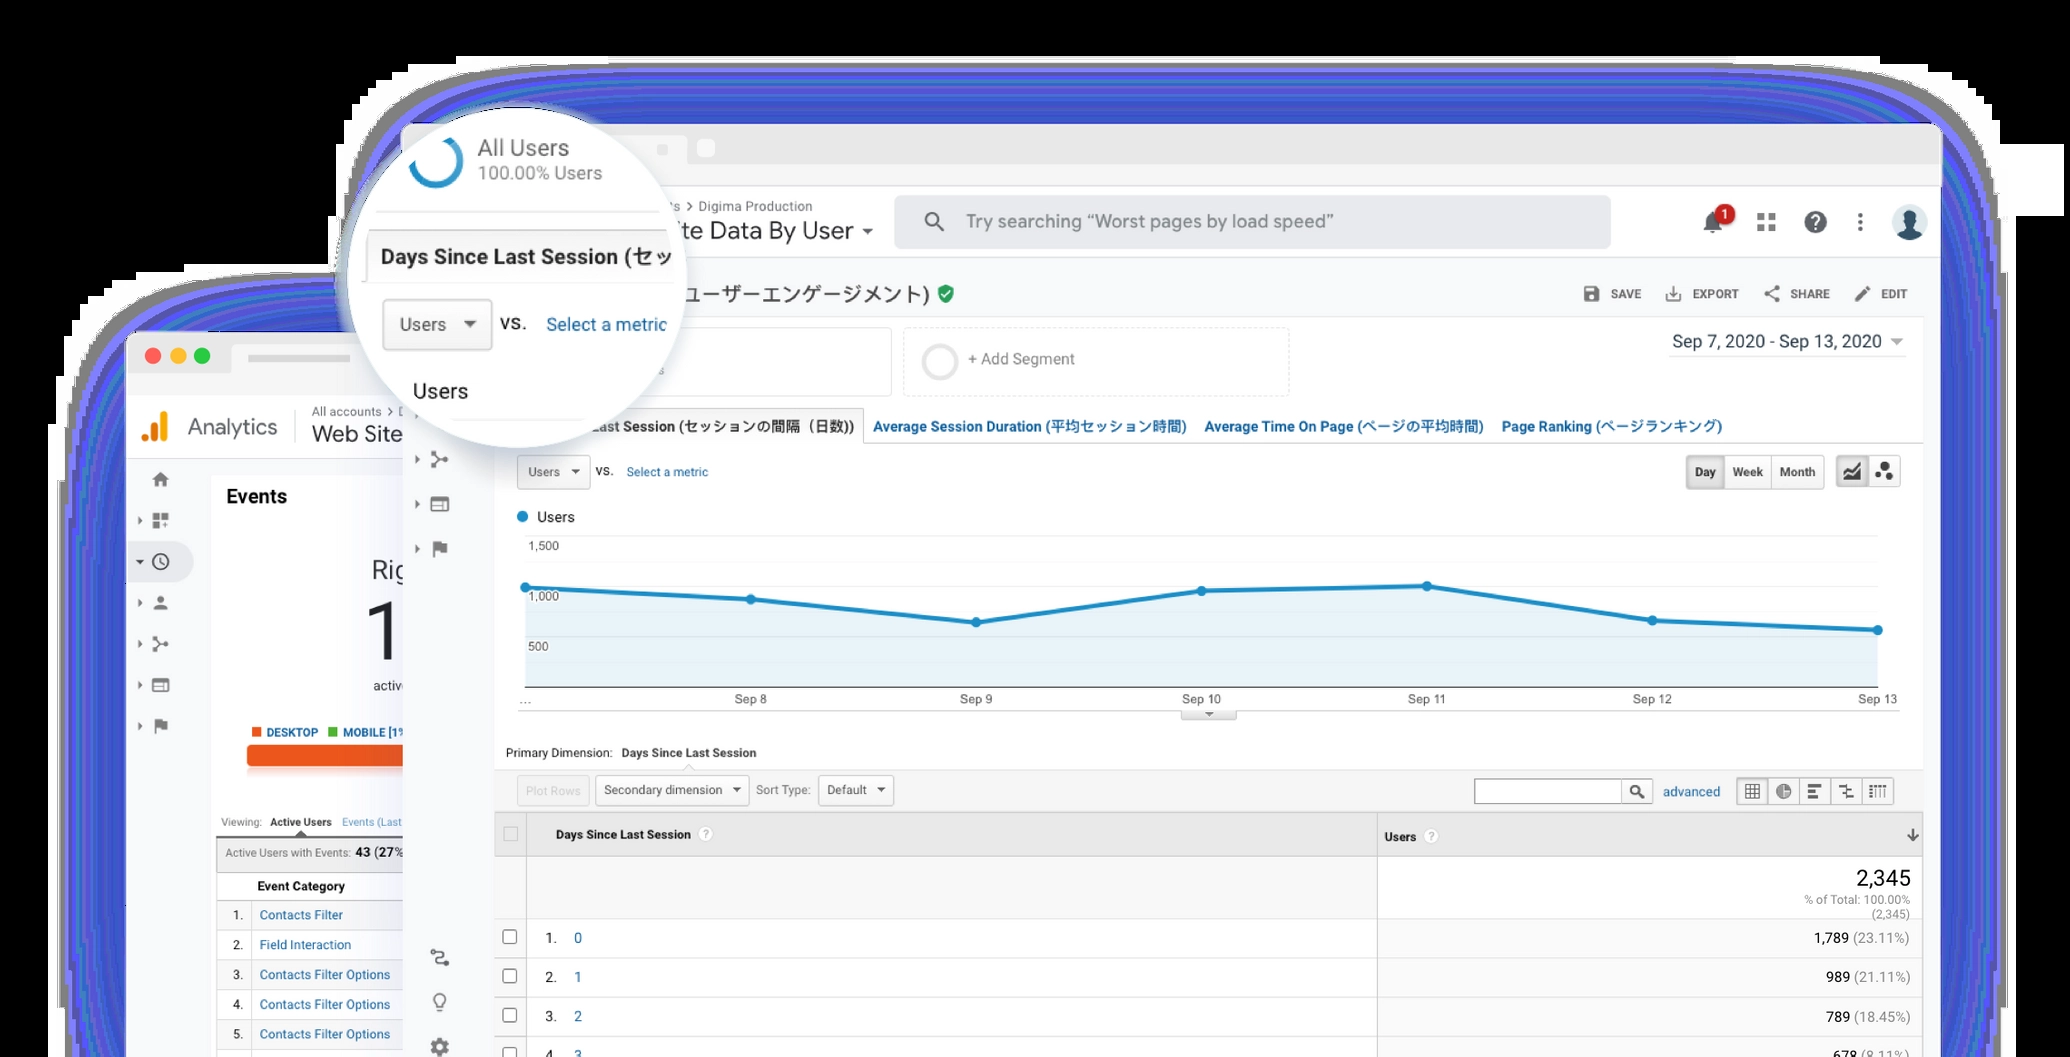 All Users
100.00% Users
Days Since Last Session (セッ
Users
vs.
Select a metric
Users
> Digima Production
te Data By User
Try searching “Worst pages by load speed”
1
ユーザーエンゲージメント)
SAVE
EXPORT
SHARE
EDIT
+ Add Segment
Sep 7, 2020 - Sep 13, 2020
Last Session (セッションの間隔（日数))
Average Session Duration (平均セッション時間)
Average Time On Page (ページの平均時間)
Page Ranking (ページランキング)
Users
vs.
Select a metric
Day
Week
Month
Users
1,500
1,000
500
...
Sep 8
Sep 9
Sep 10
Sep 11
Sep 12
Sep 13
Primary Dimension: Days Since Last Session
Plot Rows
Secondary dimension
Sort Type:
Default
advanced
Days Since Last Session ?
Users ?
2,345
% of Total: 100.00%
(2,345)
1. 0 1,789 (23.11%)
2. 1 989 (21.11%)
3. 2 789 (18.45%)
4. 3 678 (8.11%)
Analytics
All accounts >
Web Site
Events
Rig
1
activ
DESKTOP
MOBILE [1%
Viewing: Active Users Events (Last
Active Users with Events: 43 (27%
Event Category
1. Contacts Filter
2. Field Interaction
3. Contacts Filter Options
4. Contacts Filter Options
5. Contacts Filter Options